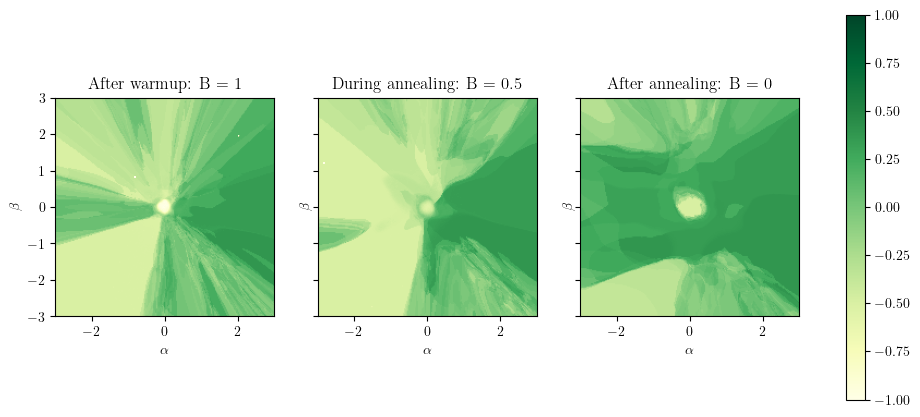 After warmup: B = 1
During annealing: B = 0.5
After annealing: B = 0
3
2
1
0
−1
−2
−3
β
β
β
−2
0
2
−2
0
2
−2
0
2
α
α
α
1.00
0.75
0.50
0.25
0.00
−0.25
−0.50
−0.75
−1.00